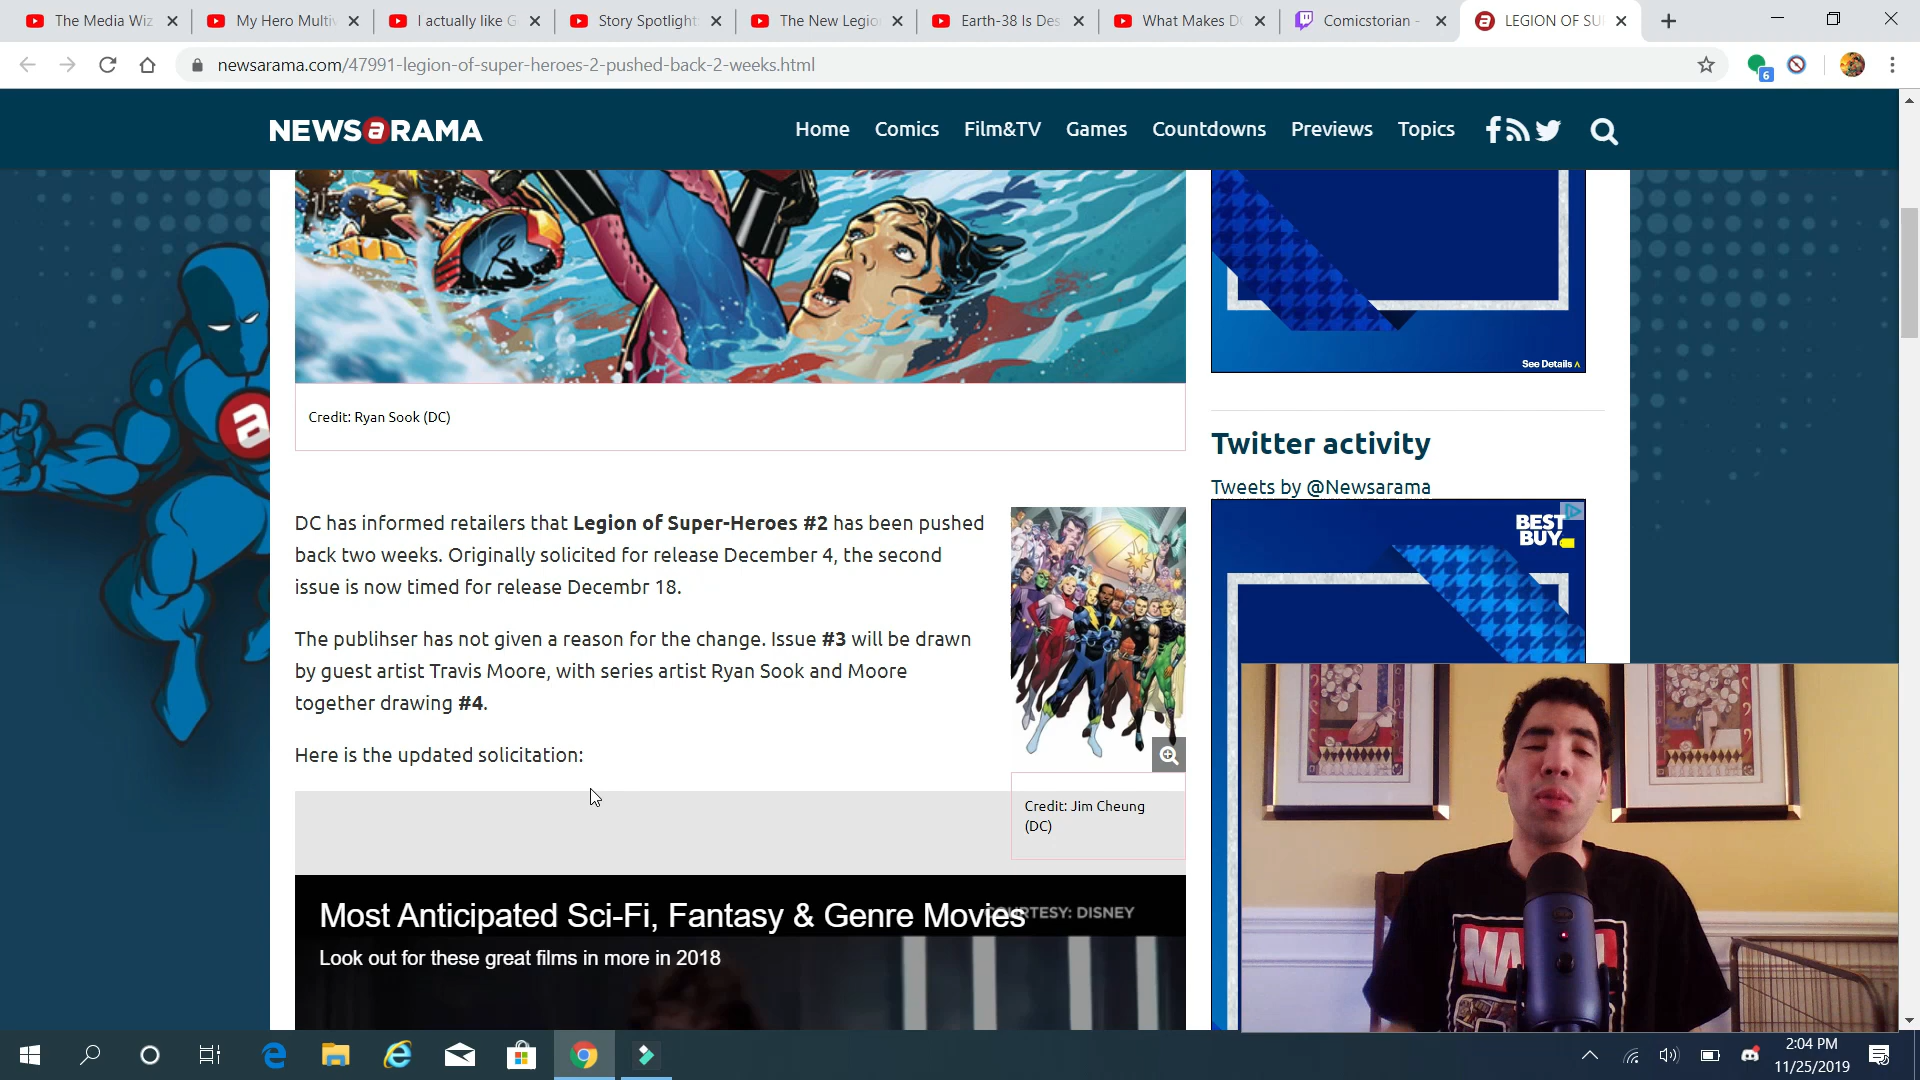 The Media Wiz
My Hero Multiv
I actually like G
Story Spotlight
The New Legio
Earth-38 Is Des
What Makes DC
Comicstorian -
LEGION OF SU
newsarama.com/47991-legion-of-super-heroes-2-pushed-back-2-weeks.html
6
NEWSaRAMA
Home Comics Film&TV Games Countdowns Previews Topics
a
See Details
Credit: Ryan Sook (DC)
Twitter activity
Tweets by @Newsarama
BEST
BUY
DC has informed retailers that Legion of Super-Heroes #2 has been pushed
back two weeks. Originally solicited for release December 4, the second
issue is now timed for release Decembr 18.
The publihser has not given a reason for the change. Issue #3 will be drawn
by guest artist Travis Moore, with series artist Ryan Sook and Moore
together drawing #4.
Here is the updated solicitation:
Credit: Jim Cheung
(DC)
Most Anticipated Sci-Fi, Fantasy & Genre Movies
COURTESY: DISNEY
Look out for these great films in more in 2018
2:04 PM
11/25/2019